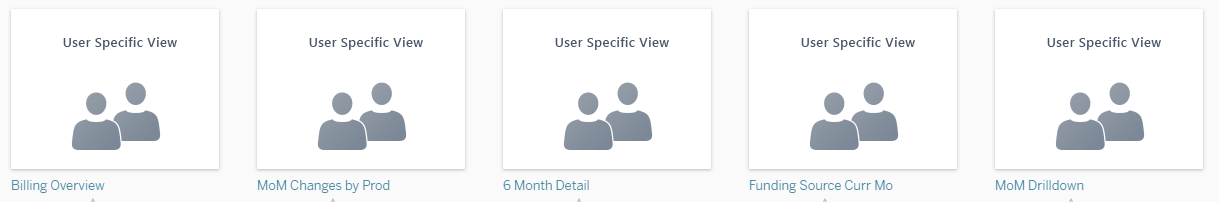 User Specific View
User Specific View
User Specific View
User Specific View
User Specific View
Billing Overview
MoM Changes by Prod
6 Month Detail
Funding Source Curr Mo
MoM Drilldown